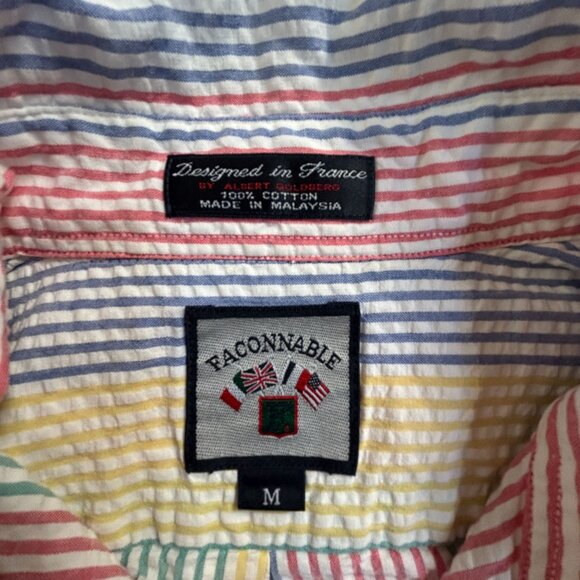 Designed in France
BY ALBERT GOLDBERG
100% COTTON
MADE IN MALAYSIA
FACONNABLE
M